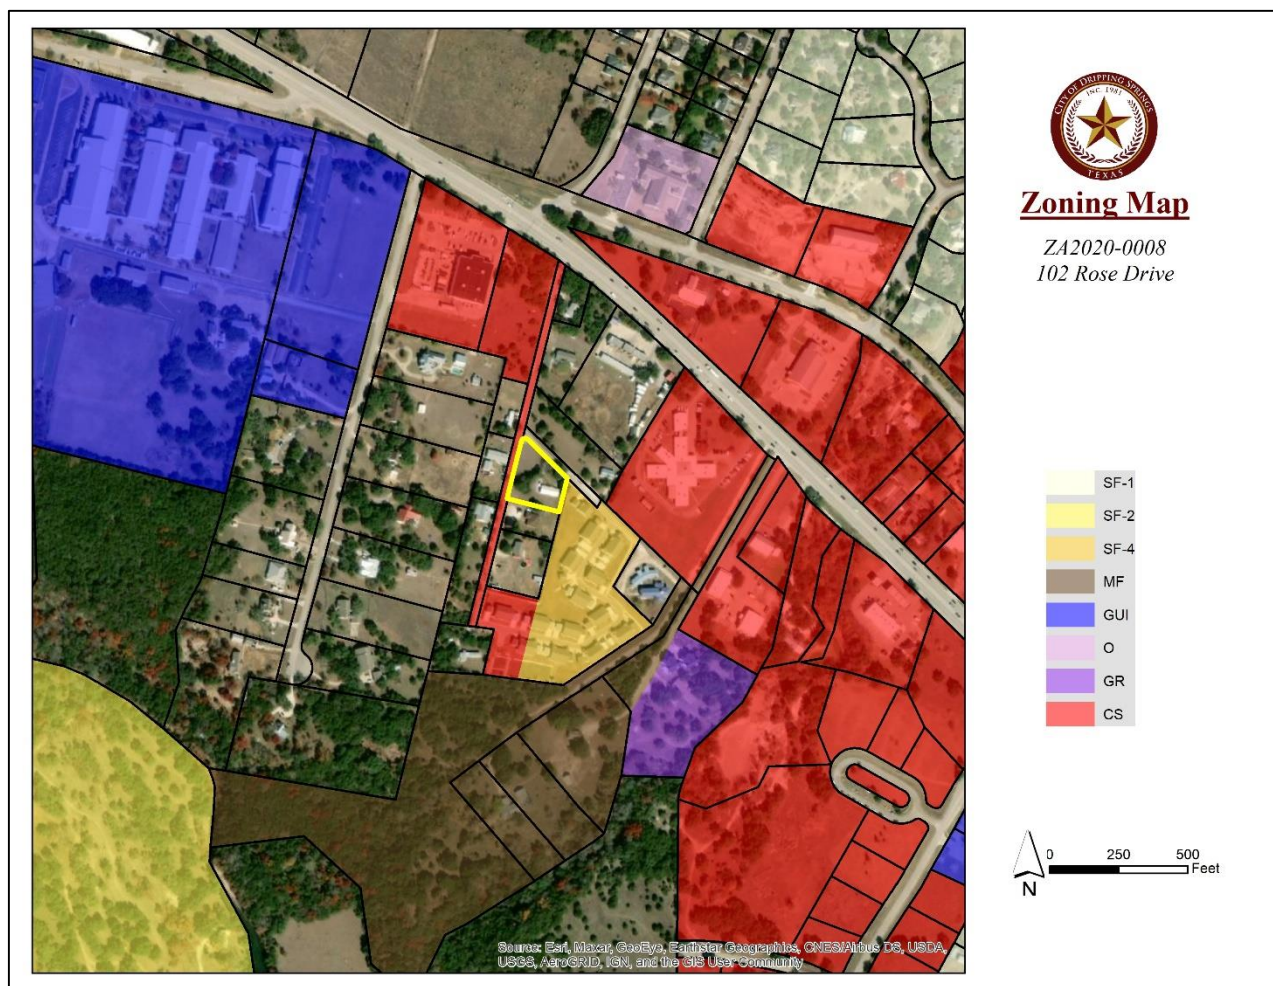 CITY OF DRIPPING SPRINGS
INC. 1981
TEXAS
Zoning Map
ZA2020-0008
102 Rose Drive
SF-1
SF-2
SF-4
MF
GUI
O
GR
CS
0 250 500
Feet
N
Source: Esri, Maxar, GeoEye, Earthstar Geographics, CNES/Airbus DS, USDA,
USGS, AeroGRID, IGN, and the GIS User Community